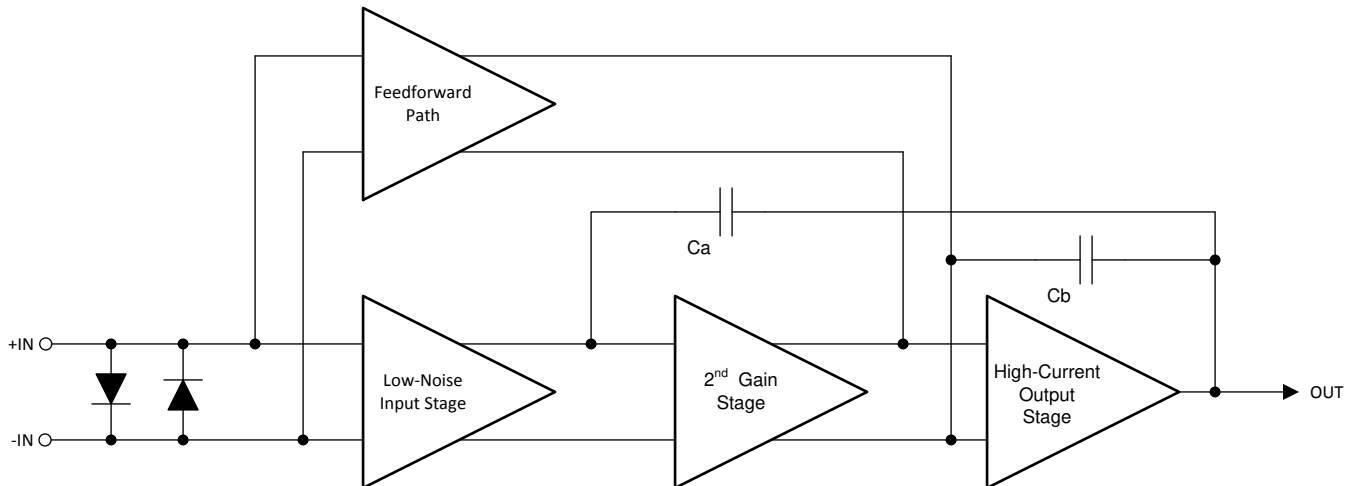 Feedforward
Path
Ca
Cb
+IN
-IN
Low-Noise
Input Stage
2nd Gain
Stage
High-Current
Output
Stage
OUT